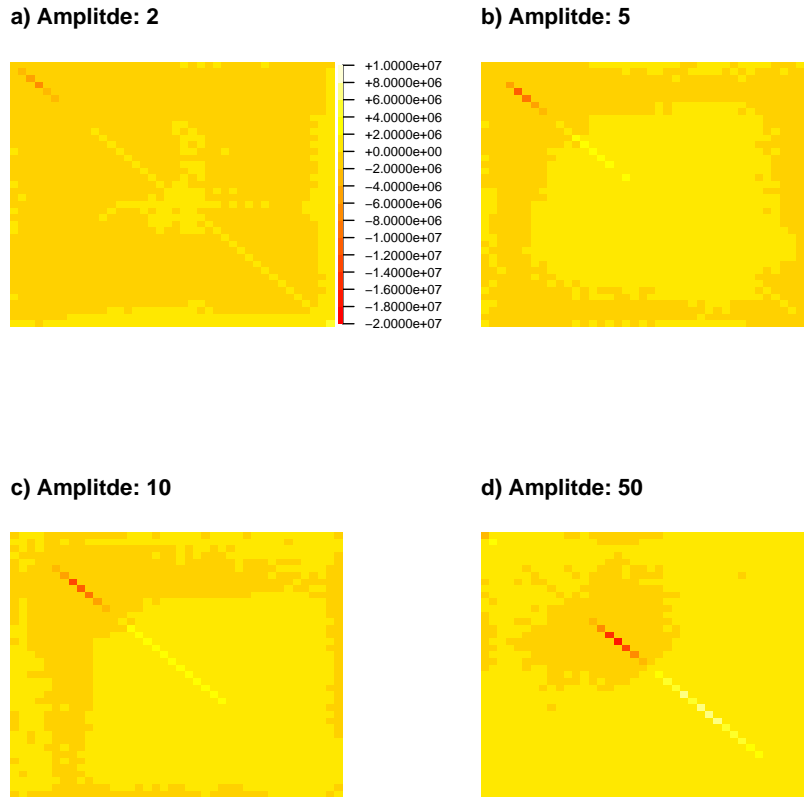 a) Amplitde: 2
b) Amplitde: 5
+1.0000e+07
+8.0000e+06
+6.0000e+06
+4.0000e+06
+2.0000e+06
+0.0000e+00
−2.0000e+06
−4.0000e+06
−6.0000e+06
−8.0000e+06
−1.0000e+07
−1.2000e+07
−1.4000e+07
−1.6000e+07
−1.8000e+07
−2.0000e+07
c) Amplitde: 10
d) Amplitde: 50